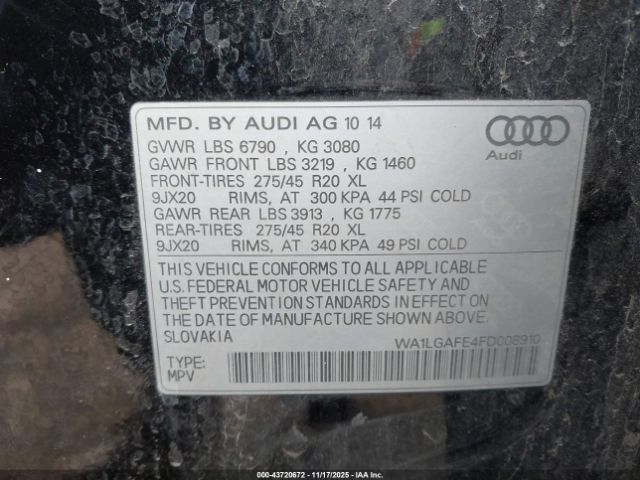 MFD. BY AUDI AG 10 14
GVWR LBS 6790 , KG 3080
GAWR FRONT LBS 3219 , KG 1460
FRONT-TIRES 275/45 R20 XL
9JX20 RIMS, AT 300 KPA 44 PSI COLD
GAWR REAR LBS 3913 , KG 1775
REAR-TIRES 275/45 R20 XL
9JX20 RIMS, AT 340 KPA 49 PSI COLD
Audi
THIS VEHICLE CONFORMS TO ALL APPLICABLE
U.S. FEDERAL MOTOR VEHICLE SAFETY AND
THEFT PREVENTION STANDARDS IN EFFECT ON
THE DATE OF MANUFACTURE SHOWN ABOVE.
SLOVAKIA
WA1LGAFE4FD008910
TYPE:
MPV
000-43720672 - 11/17/2025 - IAAI.COM